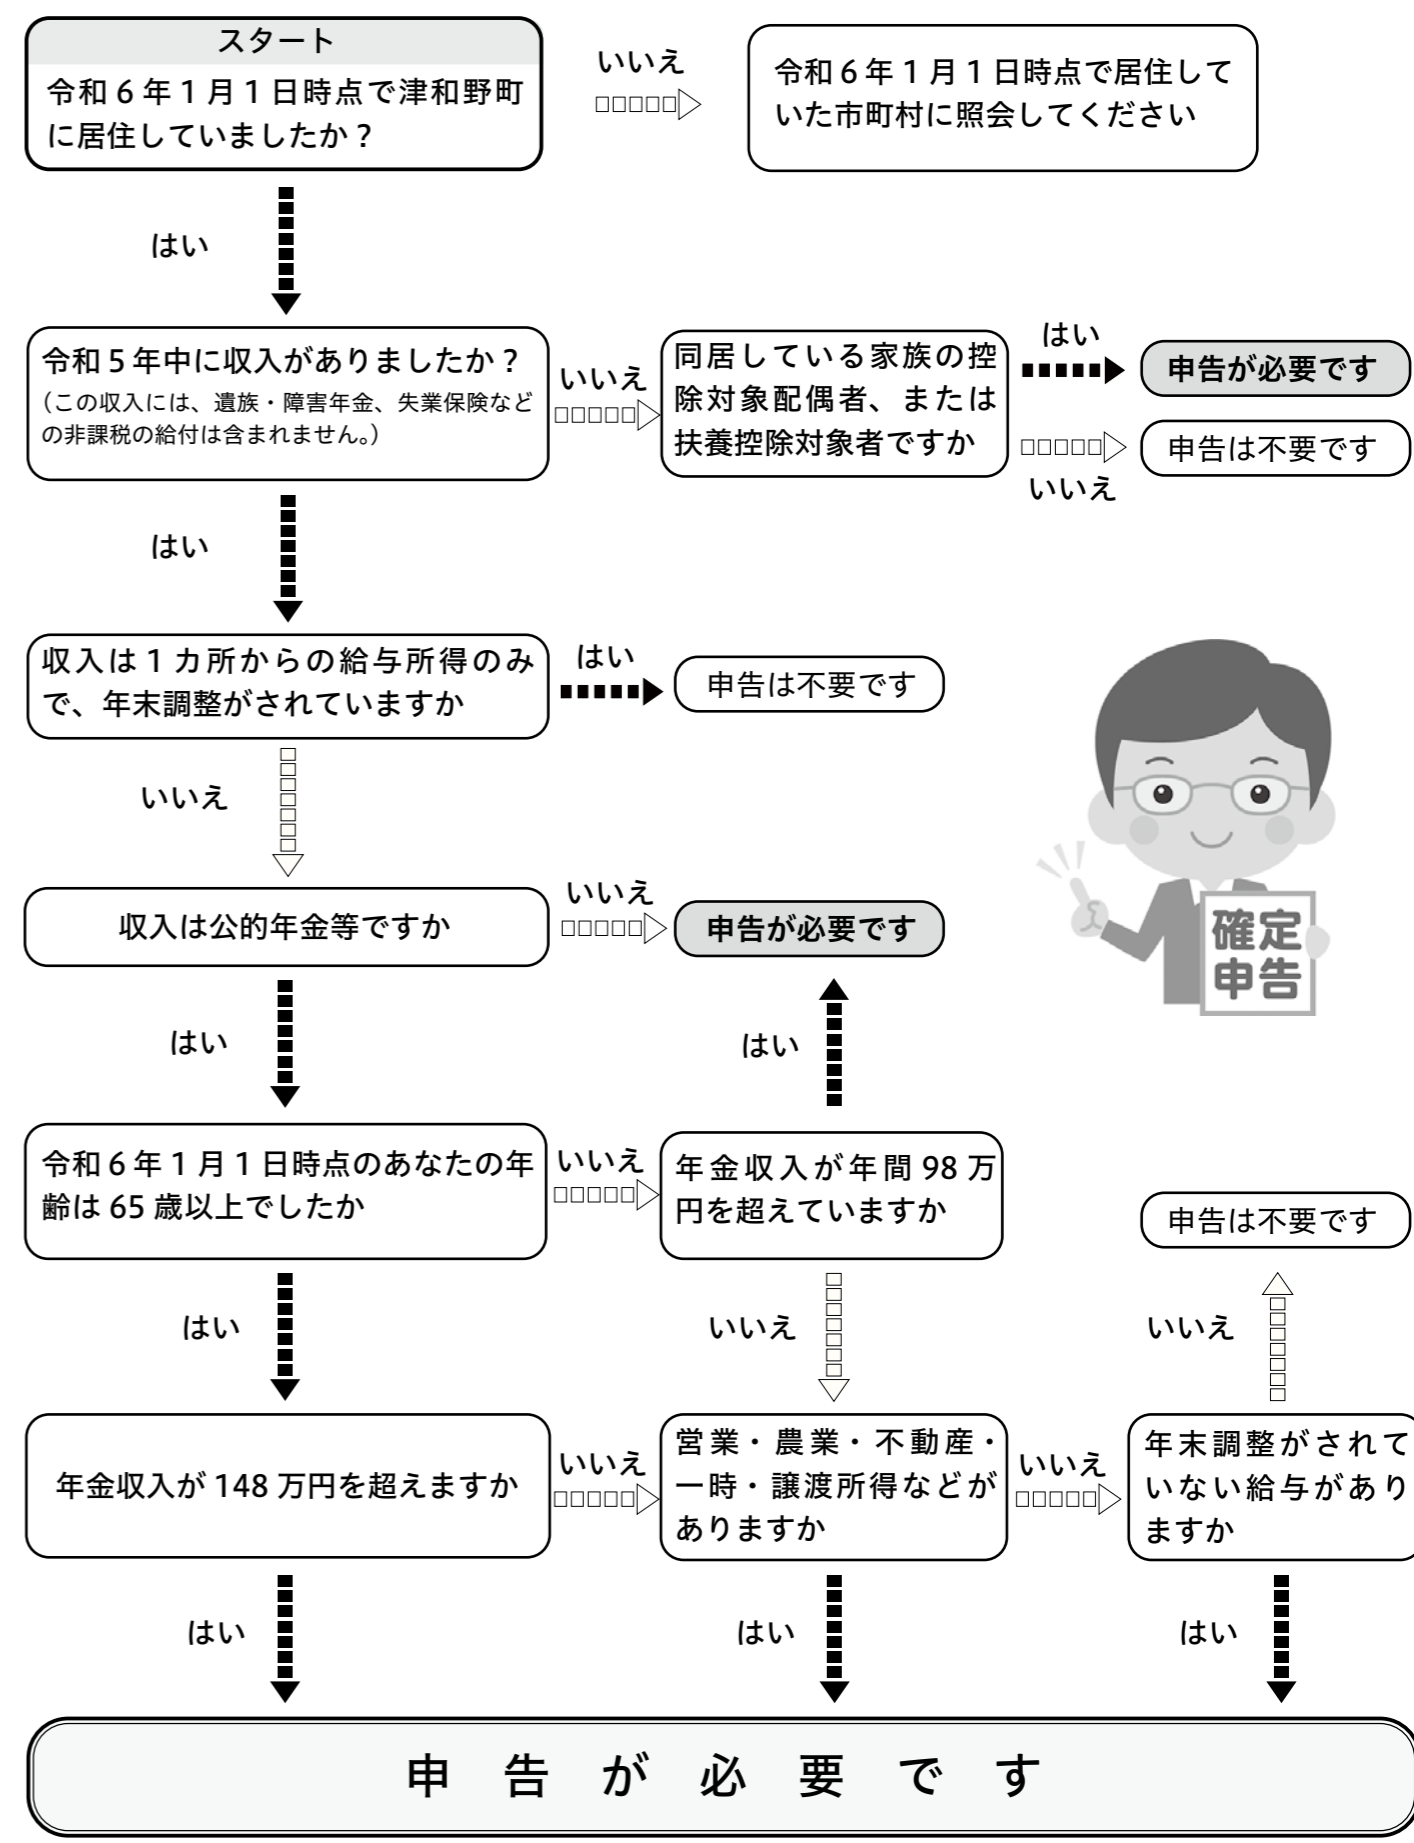 スタート
令和６年１月１日時点で津和野町
に居住していましたか？
いいえ
令和６年１月１日時点で居住して
いた市町村に照会してください
はい
令和５年中に収入がありましたか？
（この収入には、遺族・障害年金、失業保険など
の非課税の給付は含まれません。）
いいえ
同居している家族の控
除対象配偶者、または
扶養控除対象者ですか
はい
申告が必要です
申告は不要です
いいえ
はい
収入は１カ所からの給与所得のみ
で、年末調整がされていますか
はい
申告は不要です
いいえ
収入は公的年金等ですか
いいえ
申告が必要です
確定
申告
はい
はい
令和６年１月１日時点のあなたの年
齢は 65 歳以上でしたか
いいえ
年金収入が年間 98 万
円を超えていますか
申告は不要です
はい
いいえ
いいえ
年金収入が 148 万円を超えますか
いいえ
営業・農業・不動産・
一時・譲渡所得などが
ありますか
いいえ
年末調整がされて
いない給与があり
ますか
はい
はい
はい
申告が必要です